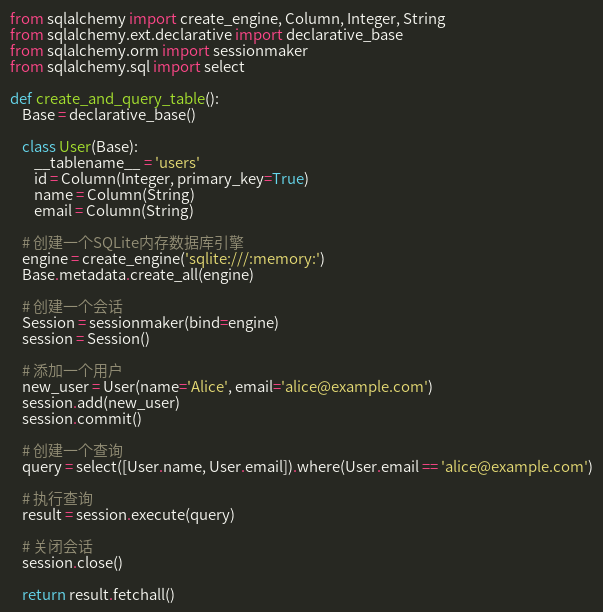 from sqlalchemy import create_engine, Column, Integer, String
from sqlalchemy.ext.declarative import declarative_base
from sqlalchemy.orm import sessionmaker
from sqlalchemy.sql import select

def create_and_query_table():
    Base = declarative_base()

    class User(Base):
        __tablename__ = 'users'
        id = Column(Integer, primary_key=True)
        name = Column(String)
        email = Column(String)

    # 创建一个SQLite内存数据库引擎
    engine = create_engine('sqlite:///:memory:')
    Base.metadata.create_all(engine)

    # 创建一个会话
    Session = sessionmaker(bind=engine)
    session = Session()

    # 添加一个用户
    new_user = User(name='Alice', email='alice@example.com')
    session.add(new_user)
    session.commit()

    # 创建一个查询
    query = select([User.name, User.email]).where(User.email == 'alice@example.com')

    # 执行查询
    result = session.execute(query)

    # 关闭会话
    session.close()

    return result.fetchall()